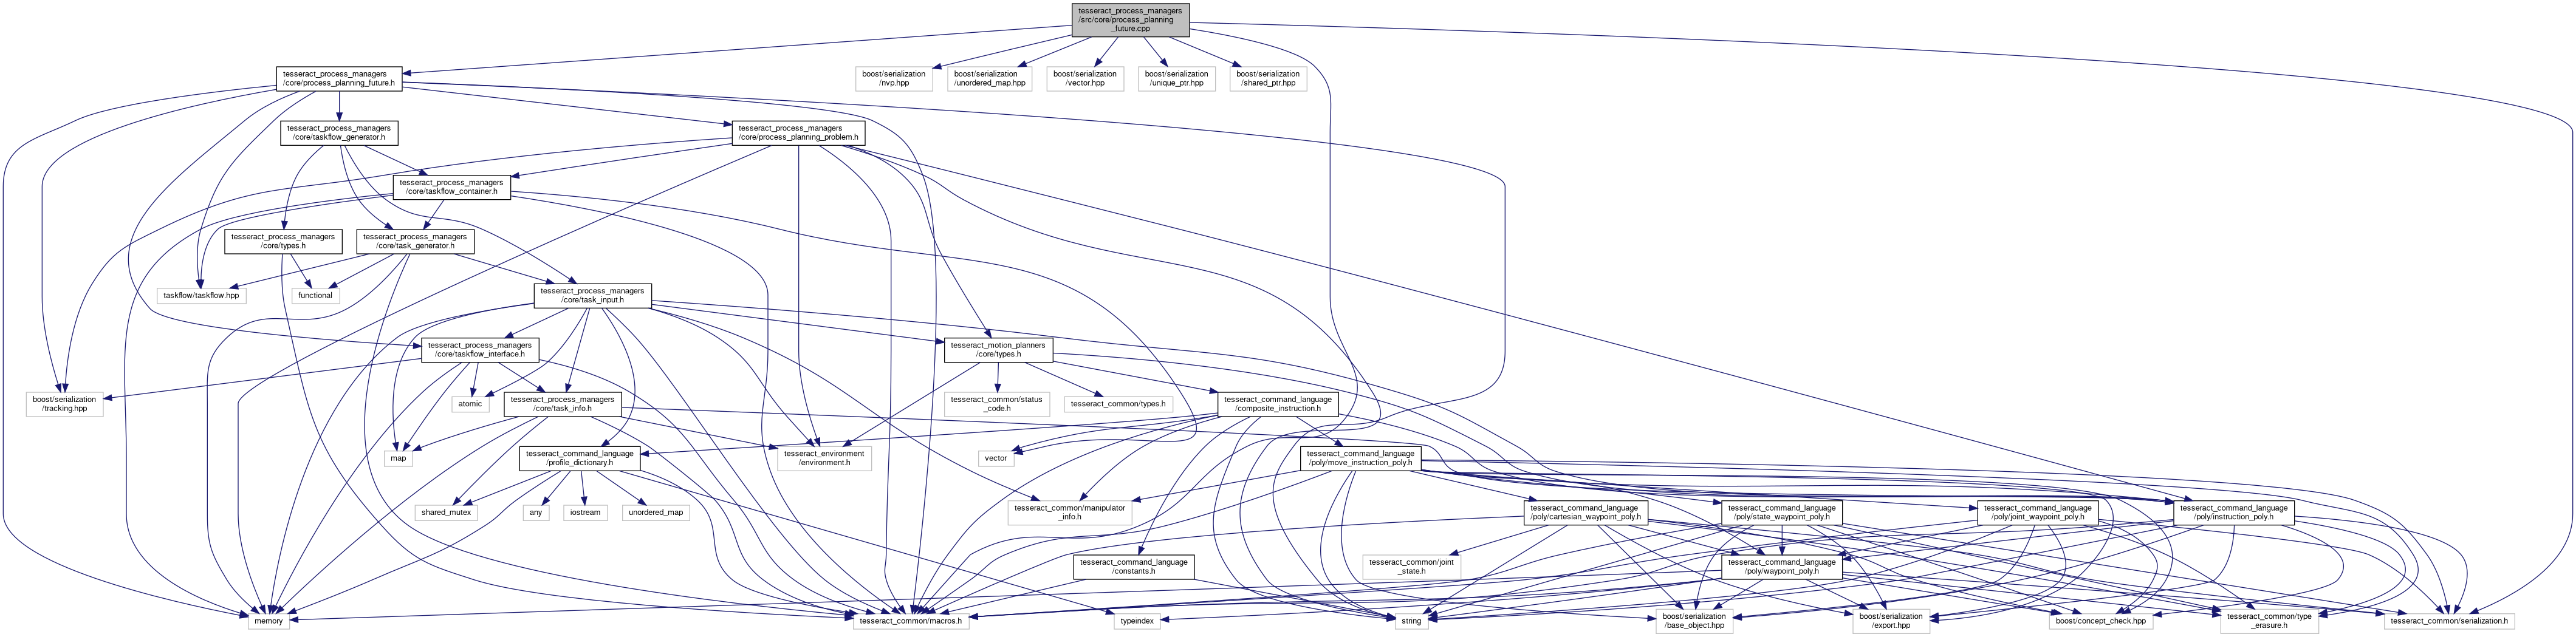 tesseract_process_managers
/src/core/process_planning
_future.cpp
tesseract_process_managers
/core/process_planning_future.h
boost/serialization
/nvp.hpp
boost/serialization
/unordered_map.hpp
boost/serialization
/vector.hpp
boost/serialization
/unique_ptr.hpp
boost/serialization
/shared_ptr.hpp
tesseract_process_managers
/core/taskflow_generator.h
tesseract_process_managers
/core/process_planning_problem.h
tesseract_process_managers
/core/taskflow_container.h
tesseract_process_managers
/core/types.h
tesseract_process_managers
/core/task_generator.h
taskflow/taskflow.hpp
functional
tesseract_process_managers
/core/task_input.h
tesseract_process_managers
/core/taskflow_interface.h
tesseract_motion_planners
/core/types.h
boost/serialization
/tracking.hpp
atomic
tesseract_process_managers
/core/task_info.h
tesseract_common/status
_code.h
tesseract_common/types.h
tesseract_command_language
/composite_instruction.h
map
tesseract_command_language
/profile_dictionary.h
tesseract_environment
/environment.h
vector
tesseract_command_language
/poly/move_instruction_poly.h
shared_mutex
any
iostream
unordered_map
tesseract_common/manipulator
_info.h
tesseract_command_language
/poly/cartesian_waypoint_poly.h
tesseract_command_language
/poly/state_waypoint_poly.h
tesseract_command_language
/poly/joint_waypoint_poly.h
tesseract_command_language
/poly/instruction_poly.h
tesseract_command_language
/constants.h
tesseract_common/joint
_state.h
tesseract_command_language
/poly/waypoint_poly.h
memory
tesseract_common/macros.h
typeindex
string
boost/serialization
/base_object.hpp
boost/serialization
/export.hpp
boost/concept_check.hpp
tesseract_common/type
_erasure.h
tesseract_common/serialization.h